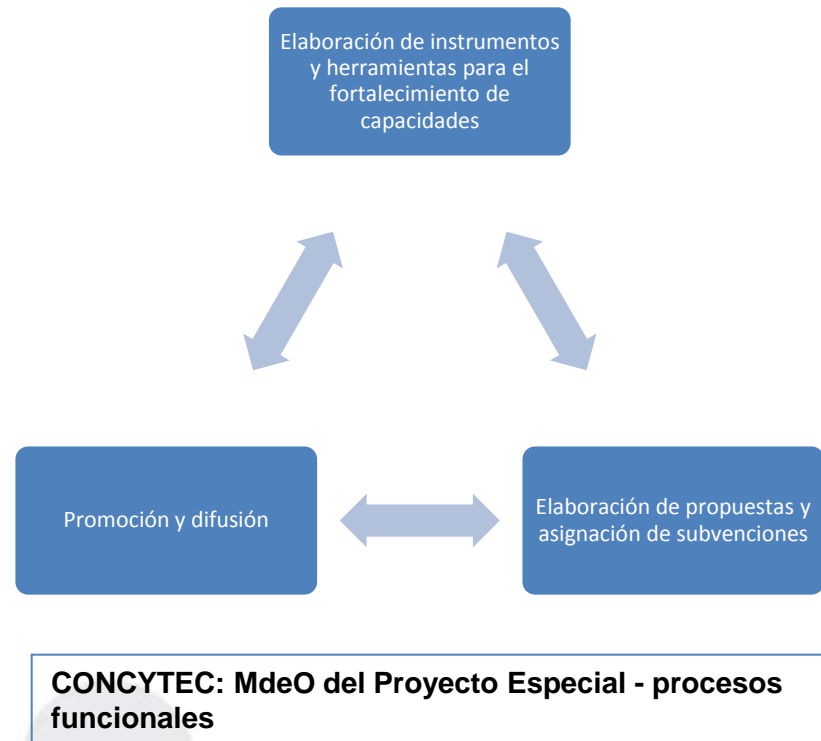 Elaboración de instrumentos
y herramientas para el
fortalecimiento de
capacidades
Promoción y difusión
Elaboración de propuestas y
asignación de subvenciones
CONCYTEC: MdeO del Proyecto Especial - procesos
funcionales